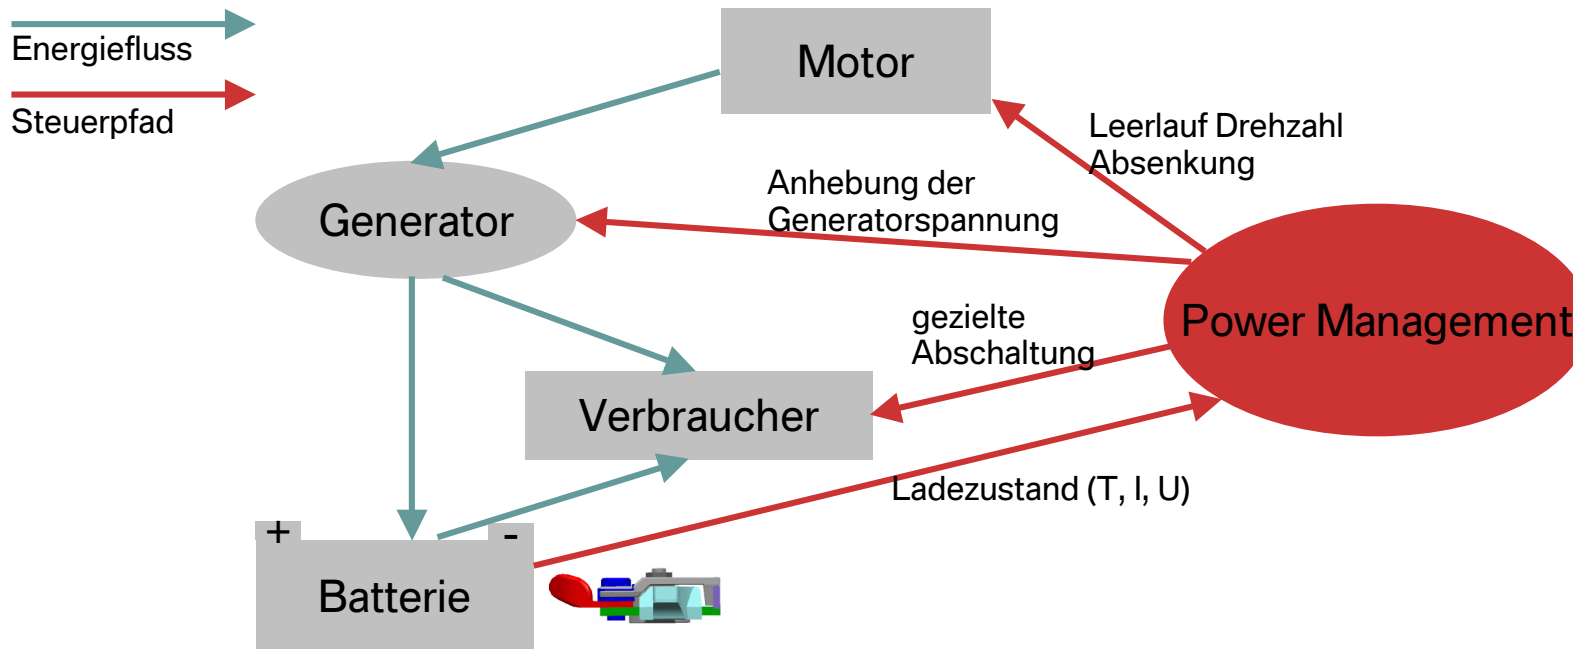 Energiefluss
Steuerpfad
Motor
Leerlauf Drehzahl
Absenkung
Anhebung der
Generatorspannung
Generator
gezielte
Abschaltung
Power Management
Verbraucher
Ladezustand (T, I, U)
+
-
Batterie